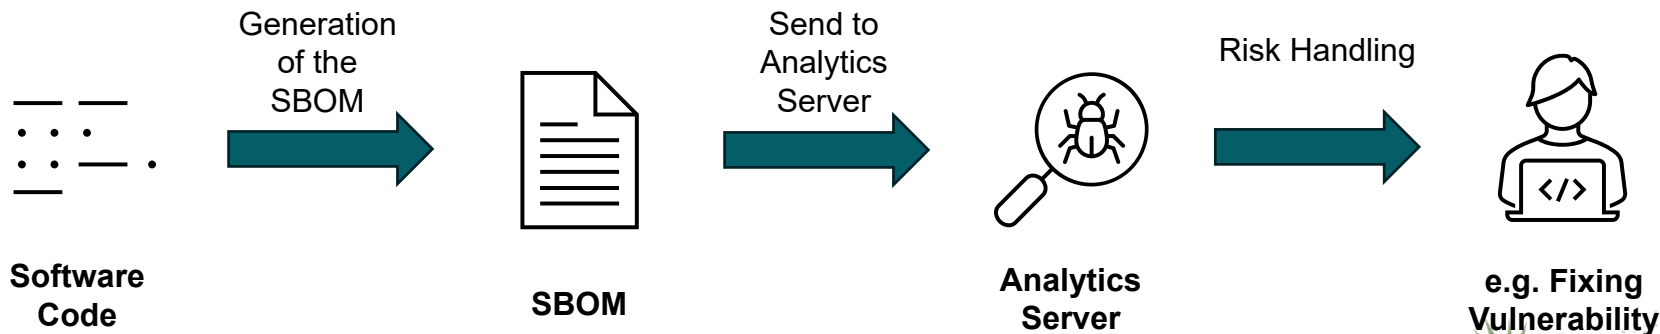 Generation
of the
SBOM
Send to
Analytics
Server
Risk Handling
</>
Software
Code
SBOM
Analytics
Server
e.g. Fixing
Vulnerability